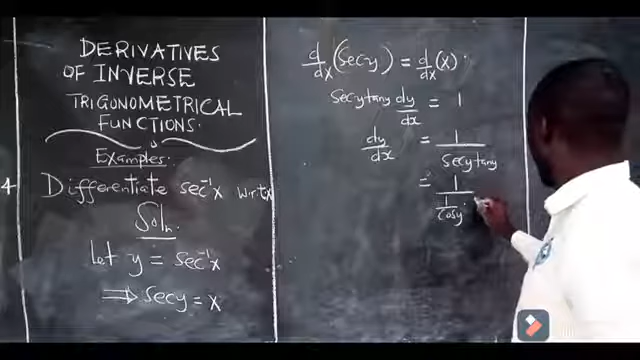 DERIVATIVES
OF INVERSE
TRIGONOMETRICAL
FUNCTIONS.
Examples.
4 Differentiate sec⁻¹x w.r.t x
Soln.
let y = sec⁻¹x
⟹ secy = x
d/dx (secy) = d/dx (x).
secytany dy/dx = 1
dy/dx = 1/secytany
= 1/(1/cosy .